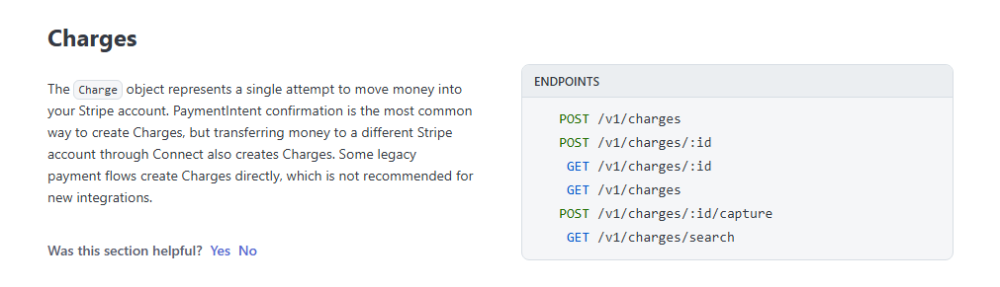 Charges
The Charge object represents a single attempt to move money into
your Stripe account. PaymentIntent confirmation is the most common
way to create Charges, but transferring money to a different Stripe
account through Connect also creates Charges. Some legacy
payment flows create Charges directly, which is not recommended for
new integrations.
Was this section helpful? Yes No
ENDPOINTS
POST /v1/charges
POST /v1/charges/:id
GET /v1/charges/:id
GET /v1/charges
POST /v1/charges/:id/capture
GET /v1/charges/search